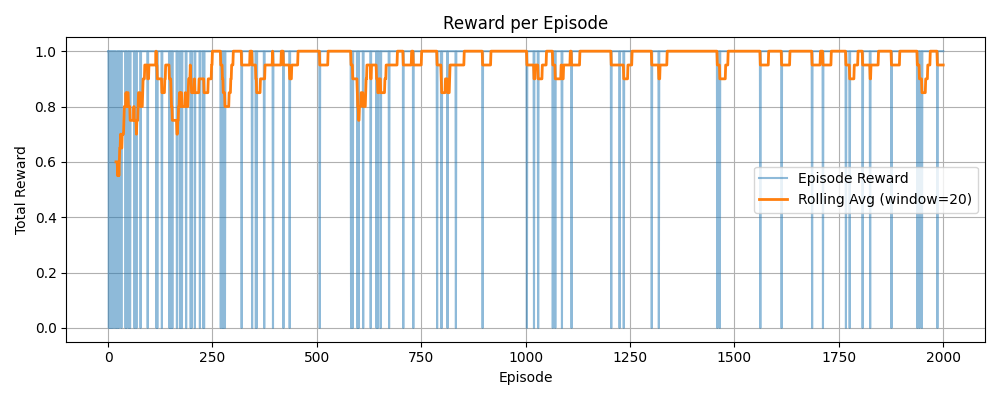 Reward per Episode
Total Reward
1.0
0.8
0.6
0.4
0.2
0.0
Episode Reward
Rolling Avg (window=20)
0 250 500 750 1000 1250 1500 1750 2000
Episode